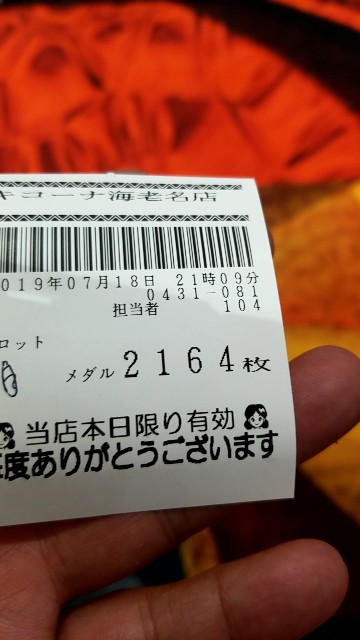 キコーナ海老名店
019年07月18日 21時09分
0431-081
担当者 104
ロット
メダル 2164枚
当店本日限り有効
度ありがとうございます